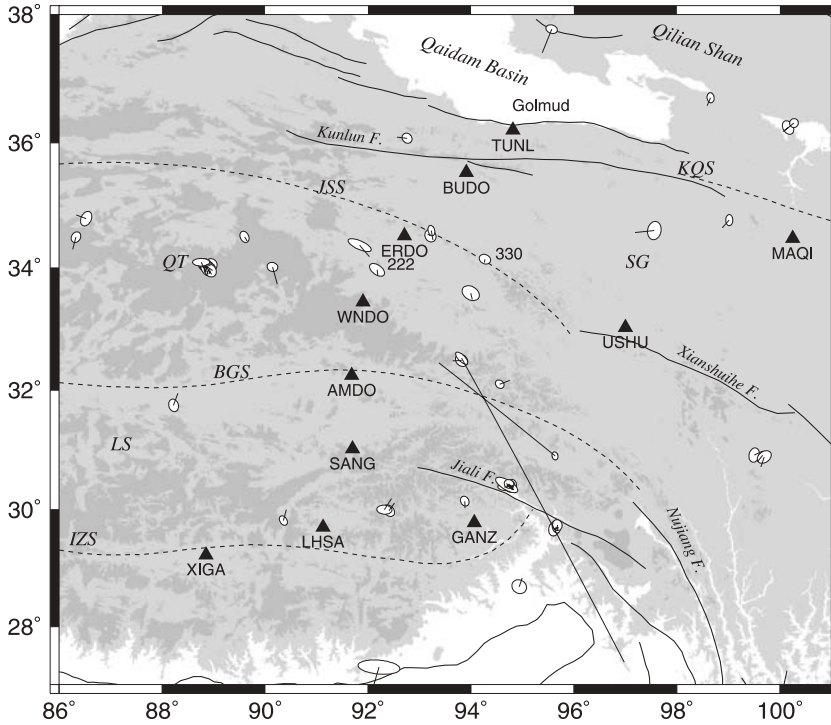 38°
36°
34°
32°
30°
28°
Qilian Shan
Qaidam Basin
Golmud
TUNL
Kunlun F.
BUDO
KQS
JSS
ERDO
330
222
SG
MAQI
QT
WNDO
USHU
Xianshuihe F.
BGS
AMDO
LS
SANG
Jiali F.
Nujiang F.
IZS
LHSA
GANZ
XIGA
86° 88° 90° 92° 94° 96° 98° 100°